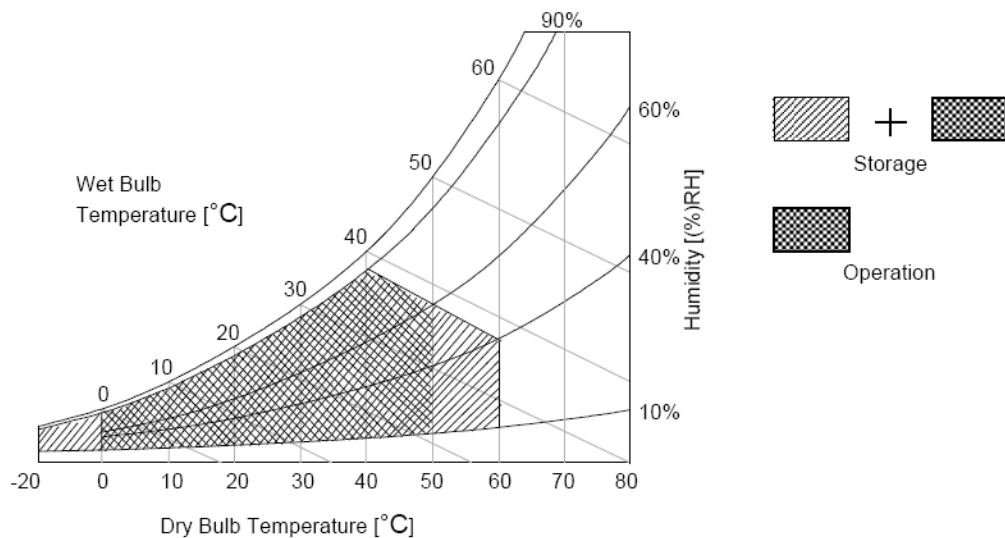 90%
60
60%
50
Wet Bulb
Temperature [°C]
Storage
Humidity [(%)RH]
40
40%
Operation
30
20
10
0
10%
-20 0 10 20 30 40 50 60 70 80
Dry Bulb Temperature [°C]